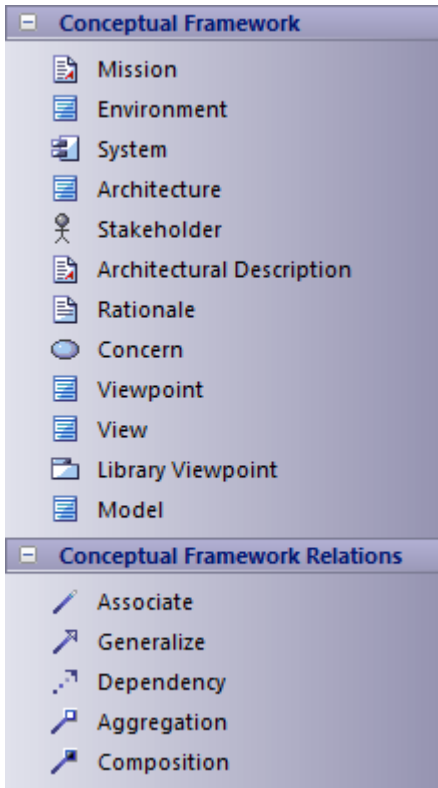 Conceptual Framework
Mission
Environment
System
Architecture
Stakeholder
Architectural Description
Rationale
Concern
Viewpoint
View
Library Viewpoint
Model
Conceptual Framework Relations
Associate
Generalize
Dependency
Aggregation
Composition